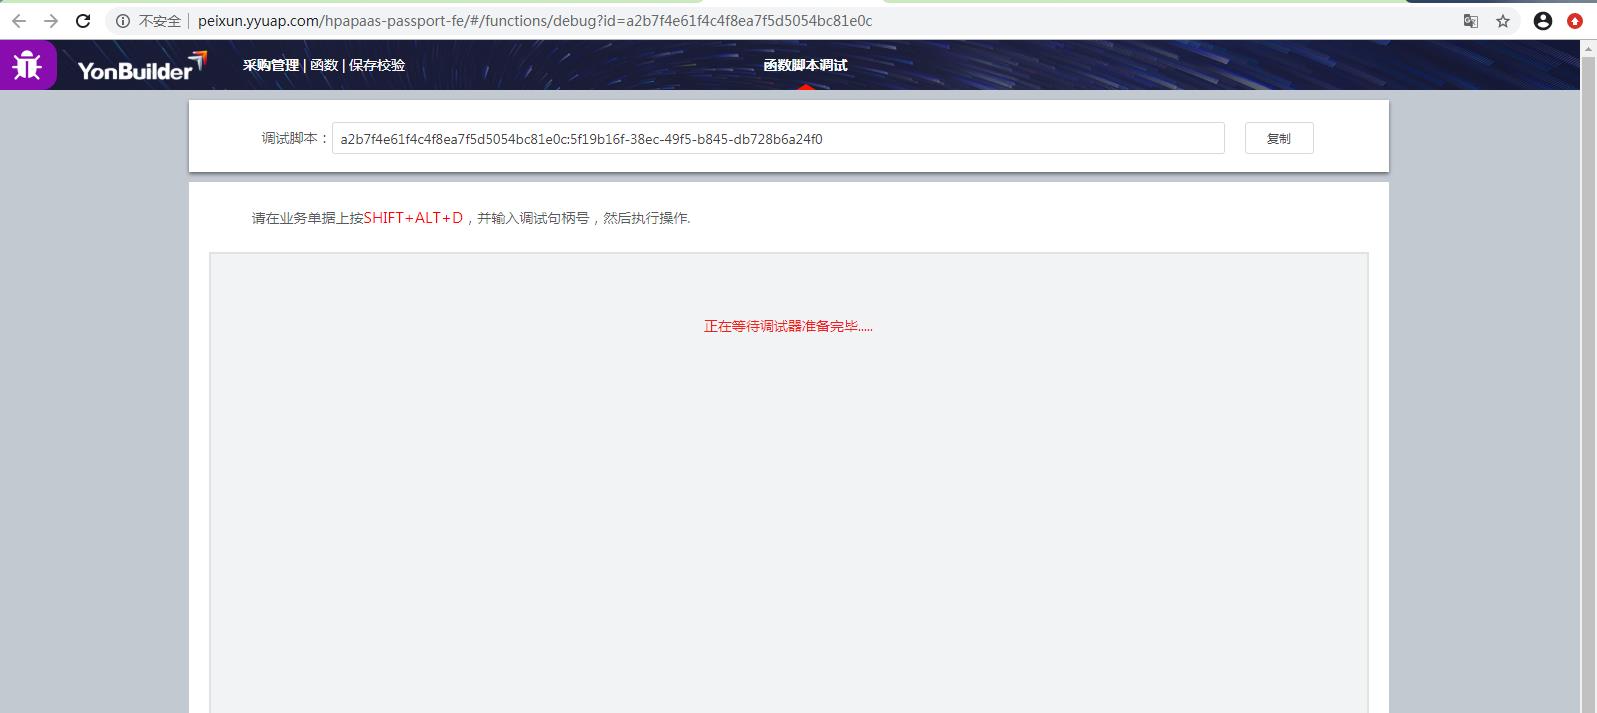 不安全 | peixun.yyuap.com/hpapaas-passport-fe/#/functions/debug?id=a2b7f4e61f4c4f8ea7f5d5054bc81e0c
YonBuilder 采购管理 | 函数 | 保存校验 函数脚本调试
调试脚本： a2b7f4e61f4c4f8ea7f5d5054bc81e0c:5f19b16f-38ec-49f5-b845-db728b6a24f0 复制
请在业务单据上按SHIFT+ALT+D，并输入调试句柄号，然后执行操作.
正在等待调试器准备完毕.....